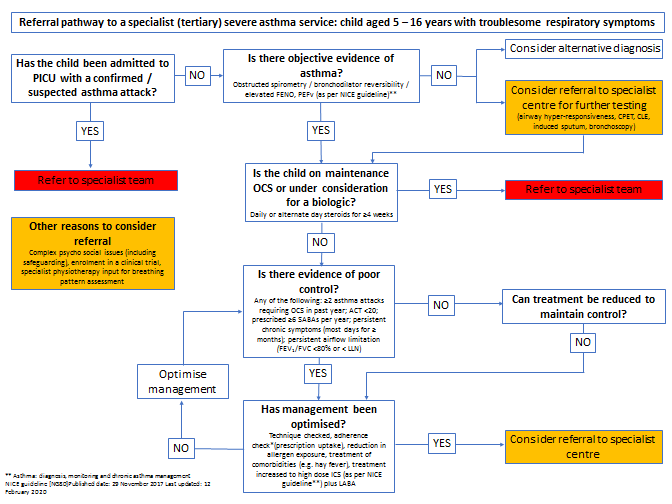 Referral pathway to a specialist (tertiary) severe asthma service: child aged 5 – 16 years with troublesome respiratory symptoms
Has the child been admitted to
PICU with a confirmed /
suspected asthma attack?
NO
Is there objective evidence of
asthma?
Obstructed spirometry / bronchodilator reversibility /
elevated FENO, PEFv (as per NICE guideline)**
NO
Consider alternative diagnosis
Consider referral to specialist
centre for further testing
(airway hyper-responsiveness, CPET, CLE,
induced sputum, bronchoscopy)
YES
YES
Refer to specialist team
Is the child on maintenance
OCS or under consideration
for a biologic?
Daily or alternate day steroids for ≥4 weeks
YES
Refer to specialist team
Other reasons to consider
referral
Complex psycho social issues (including
safeguarding), enrolment in a clinical trial,
specialist physiotherapy input for breathing
pattern assessment
NO
Is there evidence of poor
control?
Any of the following: ≥2 asthma attacks
requiring OCS in past year; ACT <20;
prescribed ≥6 SABAs per year; persistent
chronic symptoms (most days for ≥
months); persistent airflow limitation
(FEV₁/FVC <80% or < LLN)
NO
Can treatment be reduced to
maintain control?
NO
YES
Optimise
management
Has management been
optimised?
Technique checked, adherence
check*(prescription uptake), reduction in
allergen exposure, treatment of
comorbidities (e.g. hay fever), treatment
increased to high dose ICS (as per NICE
guideline**) plus LABA
NO
YES
Consider referral to specialist
centre
** Asthma: diagnosis, monitoring and chronic asthma management
NICE guideline [NG80]Published date: 29 November 2017 Last updated: 12
February 2020